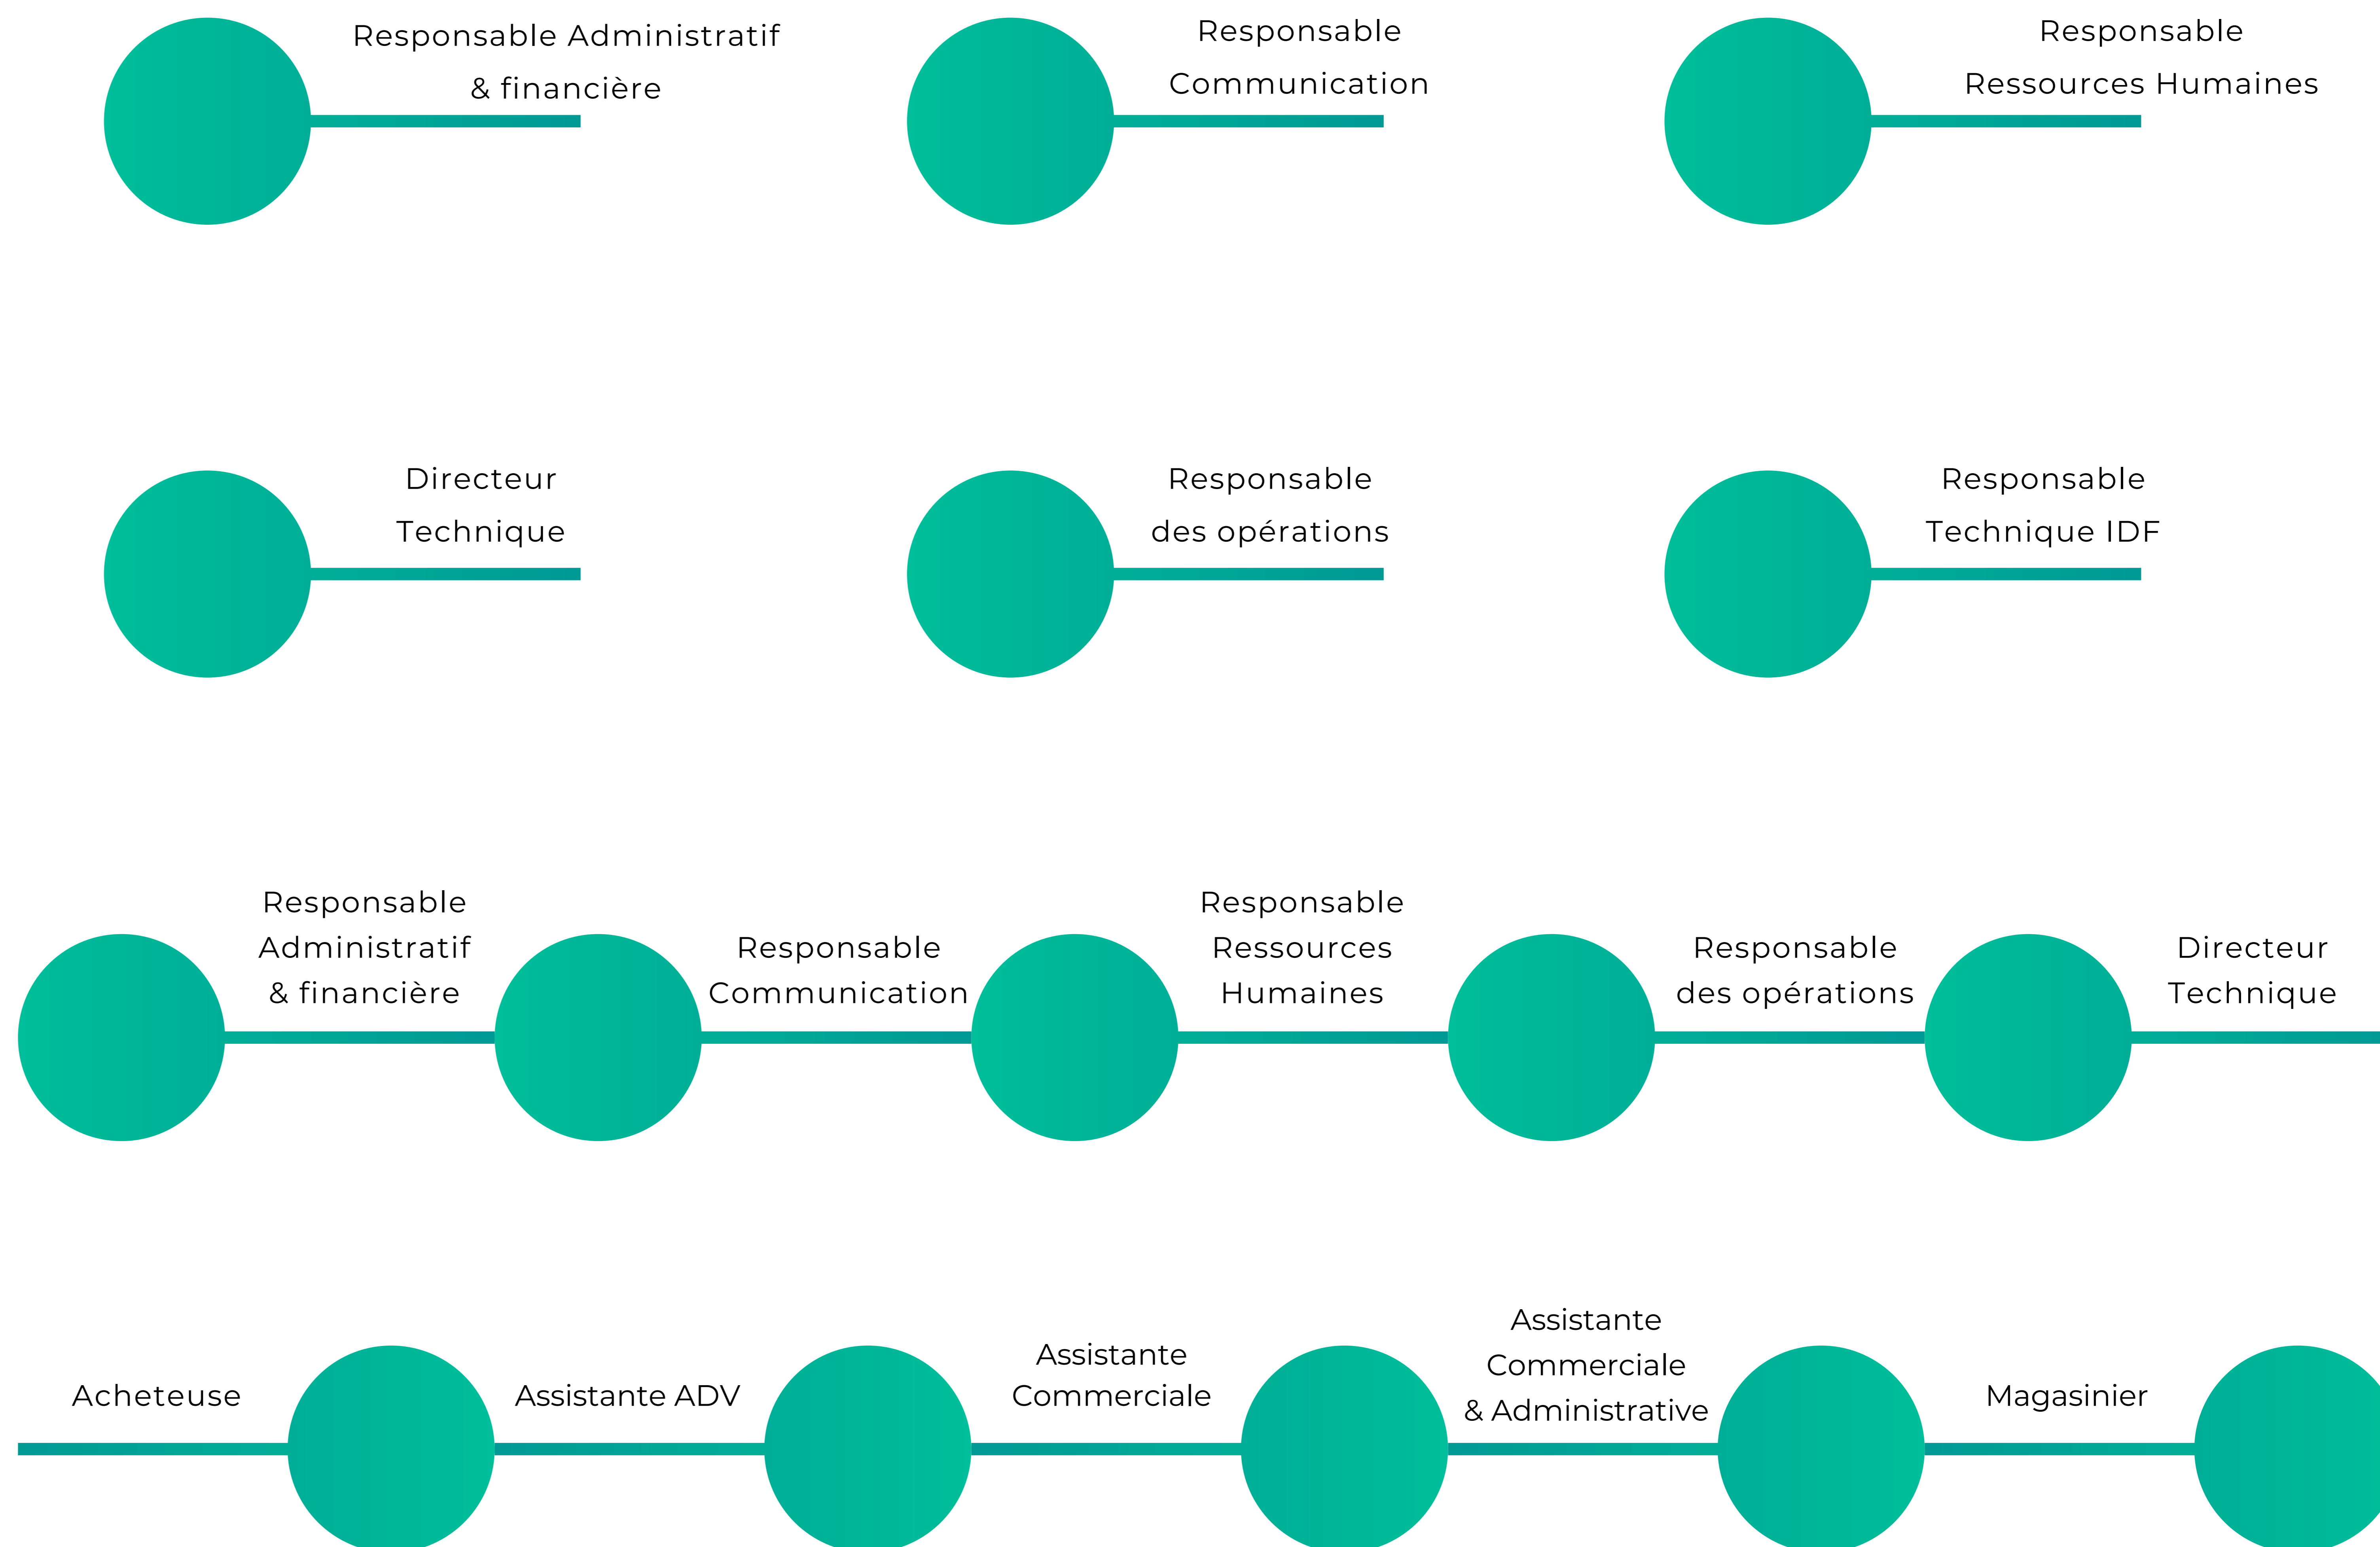 Responsable Administratif
& financière
Responsable
Communication
Responsable
Ressources Humaines
Directeur
Technique
Responsable
des opérations
Responsable
Technique IDF
Responsable
Administratif
& financière
Responsable
Communication
Responsable
Ressources
Humaines
Responsable
des opérations
Directeur
Technique
Acheteuse
Assistante ADV
Assistante
Commerciale
Assistante
Commerciale
& Administrative
Magasinier